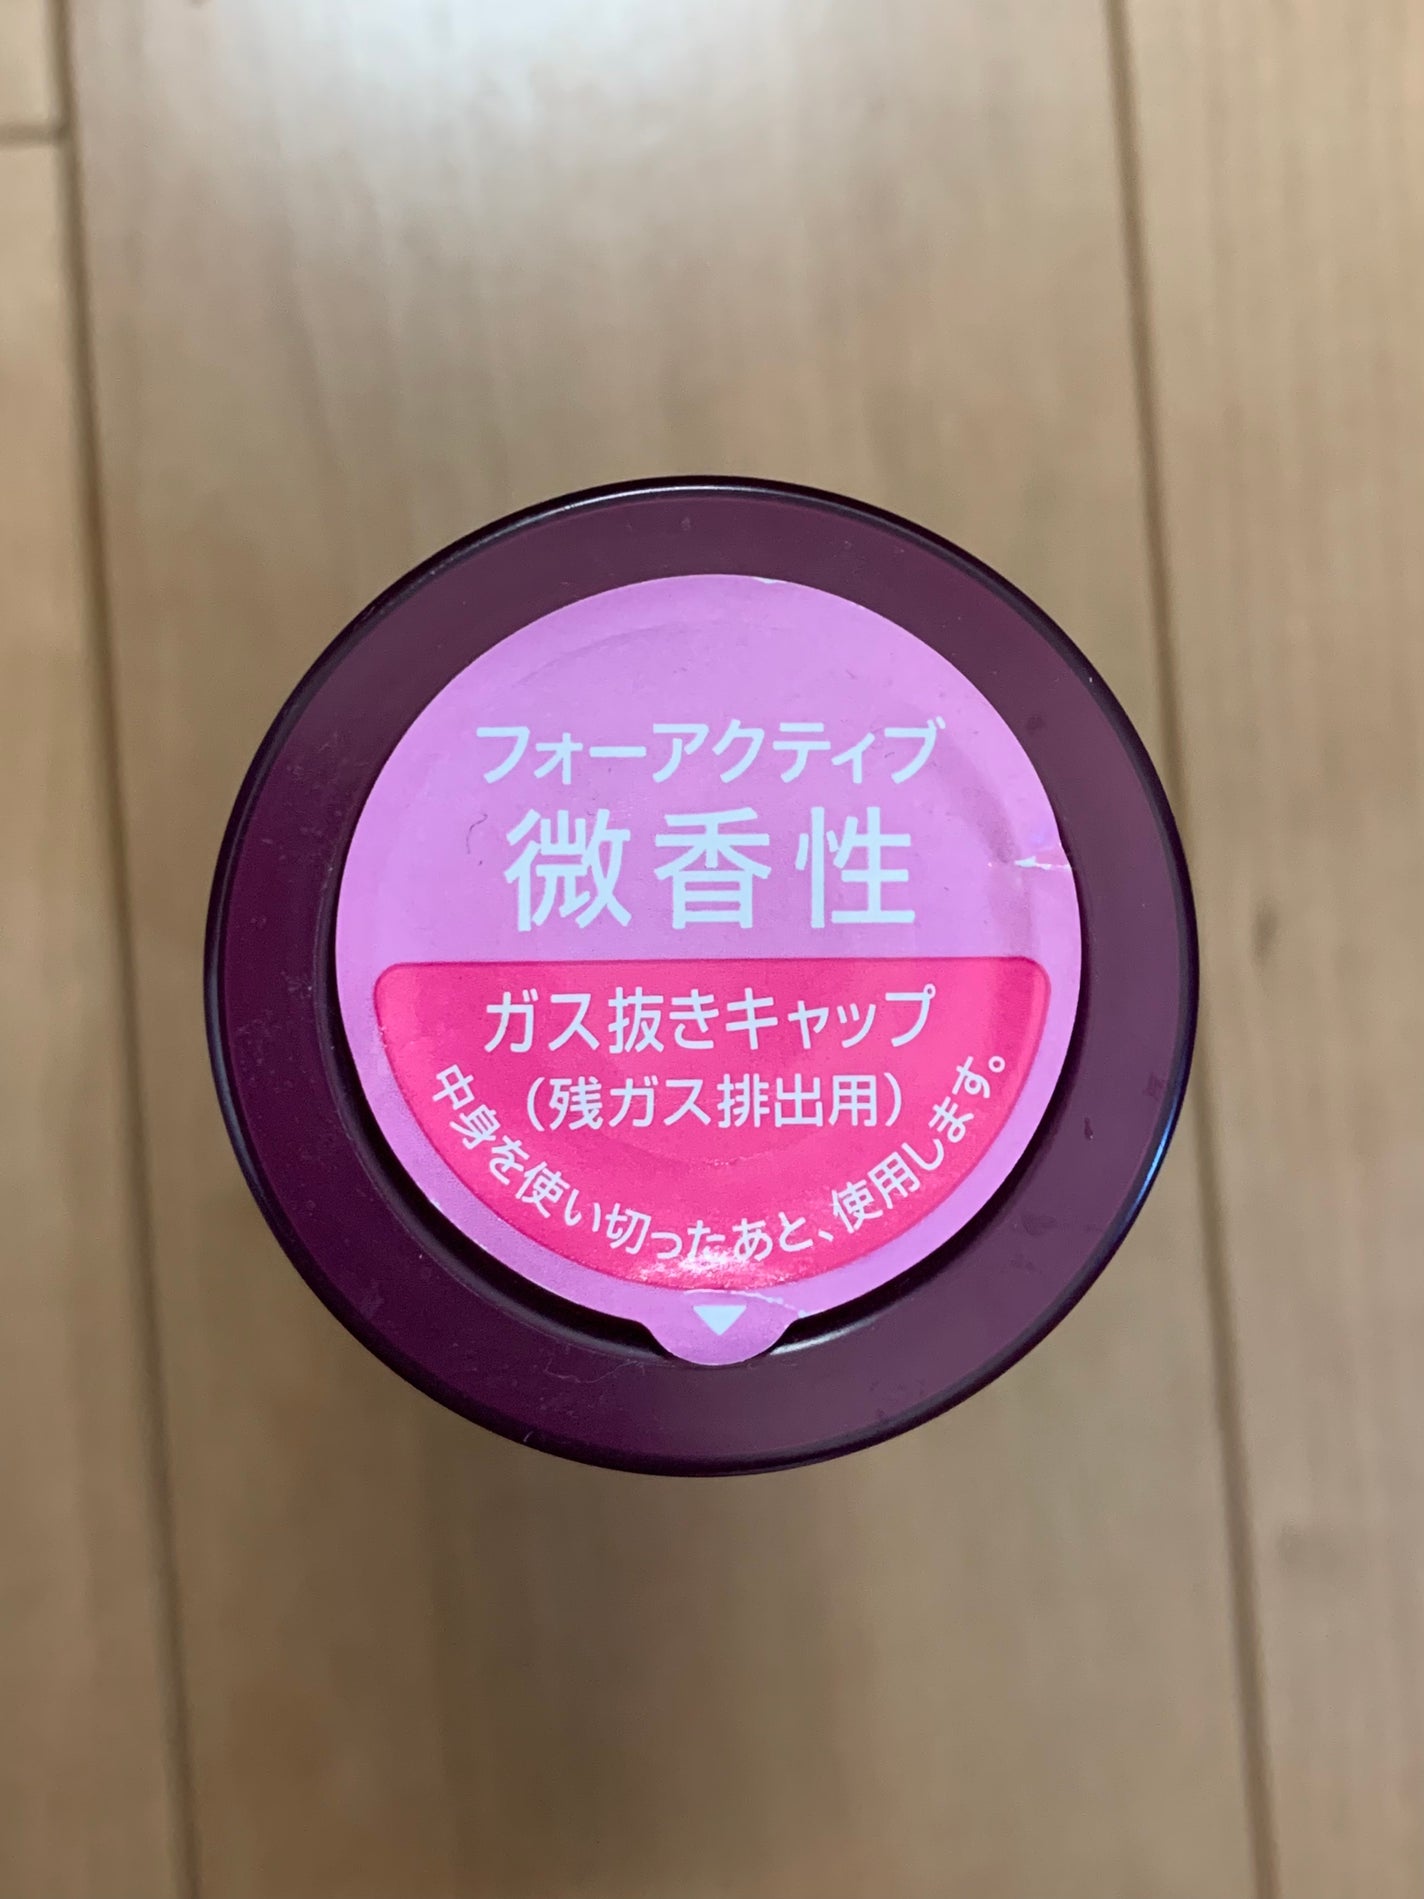 フォーアクティブ
微香性
ガス抜きキャップ
（残ガス排出用）
中身を使い切ったあと、使用します。